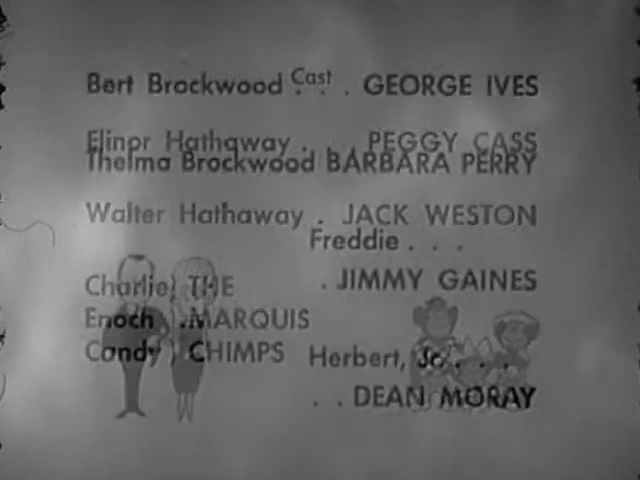 Cast
Bert Brockwood . . . GEORGE IVES
Elinor Hathaway . . PEGGY CASS
Thelma Brockwood BARBARA PERRY
Walter Hathaway . JACK WESTON
Freddie . . .
. JIMMY GAINES
Charlie, THE
Enoch . MARQUIS
Candy CHIMPS
Herbert, Jr. . . .
. . DEAN MORAY